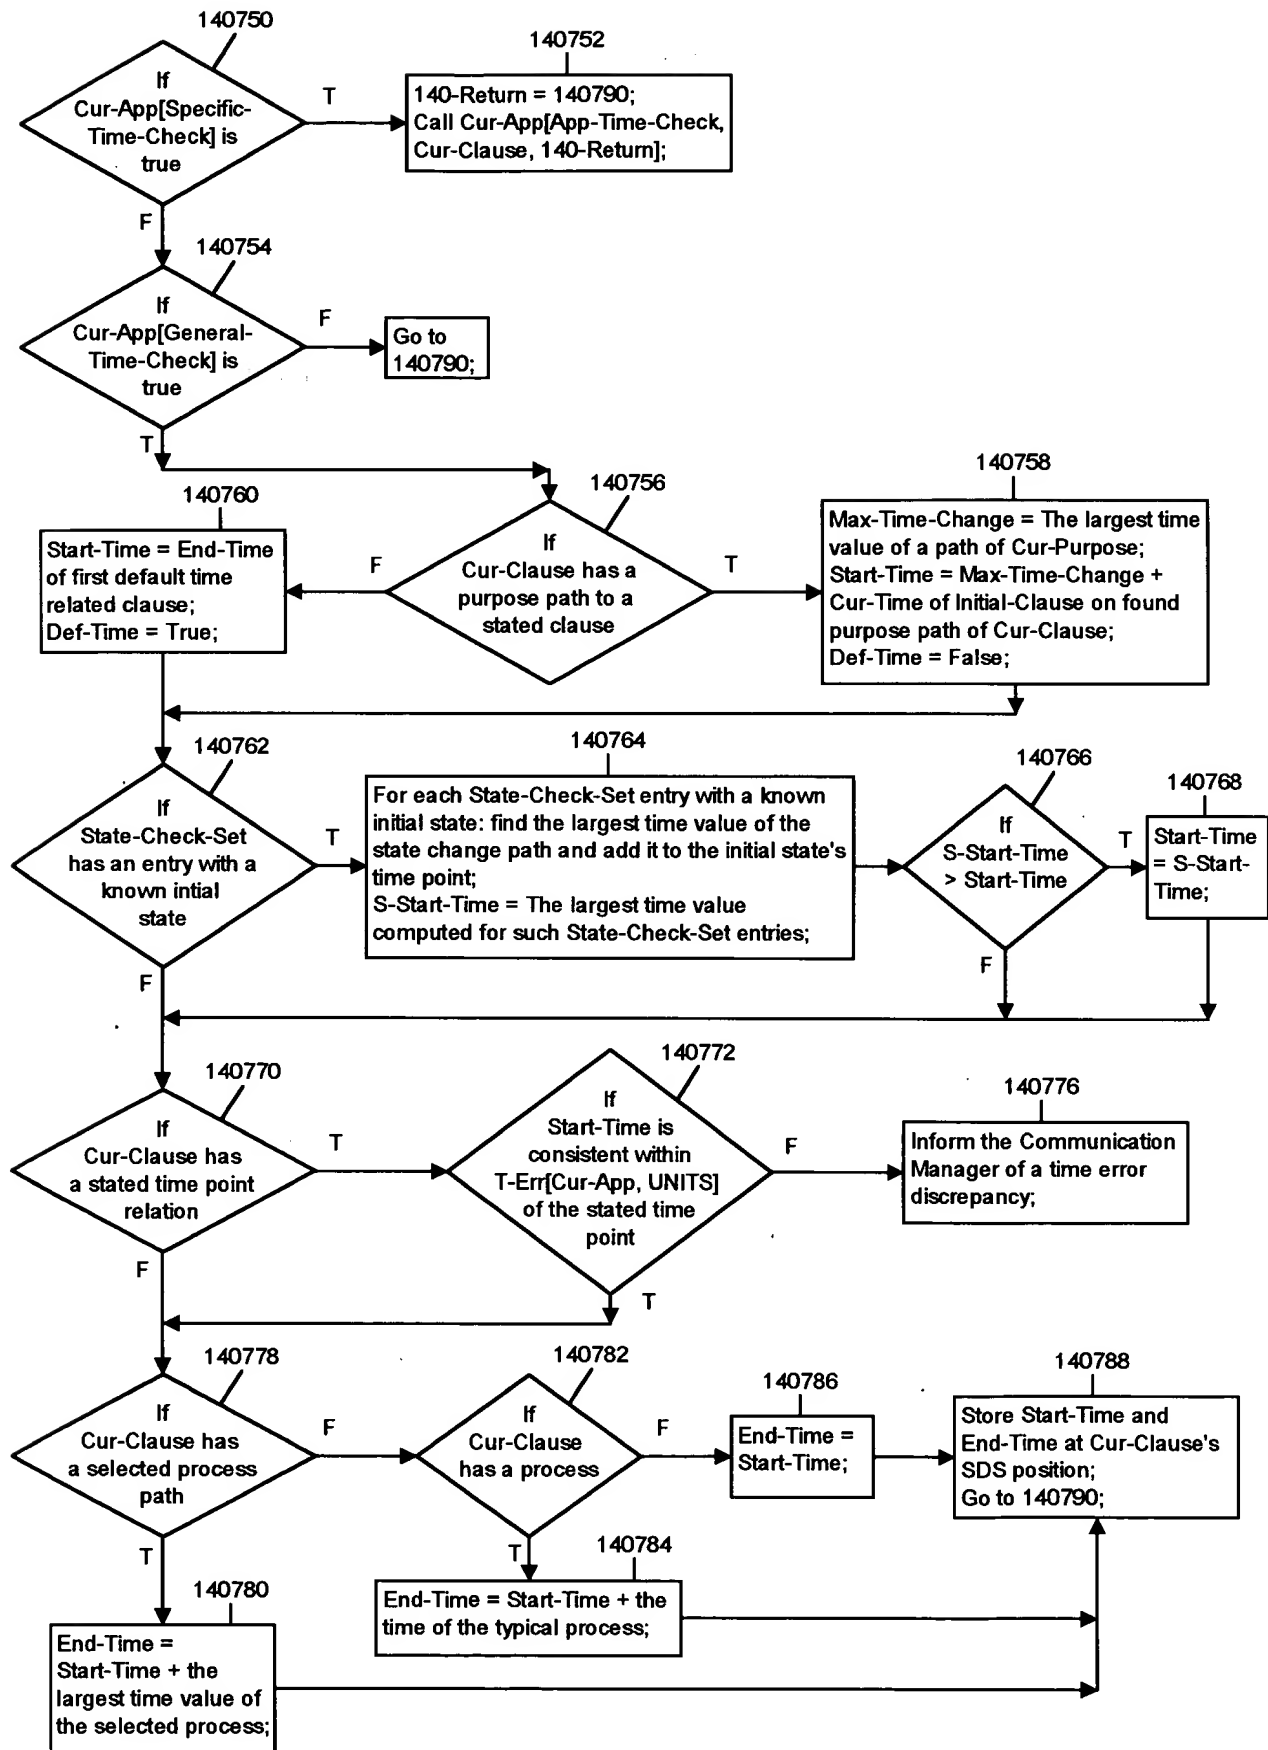 140750
If
Cur-App[Specific-
Time-Check] is
true
T
F
140752
140-Return = 140790;
Call Cur-App[App-Time-Check,
Cur-Clause, 140-Return];
140754
If
Cur-App[General-
Time-Check] is
true
F
T
Go to
140790;
140756
If
Cur-Clause has a
purpose path to a
stated clause
F
T
140758
Max-Time-Change = The largest time
value of a path of Cur-Purpose;
Start-Time = Max-Time-Change +
Cur-Time of Initial-Clause on found
purpose path of Cur-Clause;
Def-Time = False;
140760
Start-Time = End-Time
of first default time
related clause;
Def-Time = True;
140762
If
State-Check-Set
has an entry with a
known intial
state
T
F
140764
For each State-Check-Set entry with a known
initial state: find the largest time value of the
state change path and add it to the initial state's
time point;
S-Start-Time = The largest time value
computed for such State-Check-Set entries;
140766
If
S-Start-Time
> Start-Time
T
F
140768
Start-Time
= S-Start-
Time;
140770
If
Cur-Clause has
a stated time point
relation
T
F
140772
If
Start-Time is
consistent within
T-Err[Cur-App, UNITS]
of the stated time
point
F
T
140776
Inform the Communication
Manager of a time error
discrepancy;
140778
If
Cur-Clause has
a selected process
path
F
T
140782
If
Cur-Clause
has a process
F
T
140786
End-Time =
Start-Time;
140788
Store Start-Time and
End-Time at Cur-Clause's
SDS position;
Go to 140790;
140784
End-Time = Start-Time + the
time of the typical process;
140780
End-Time =
Start-Time + the
largest time value of
the selected process;